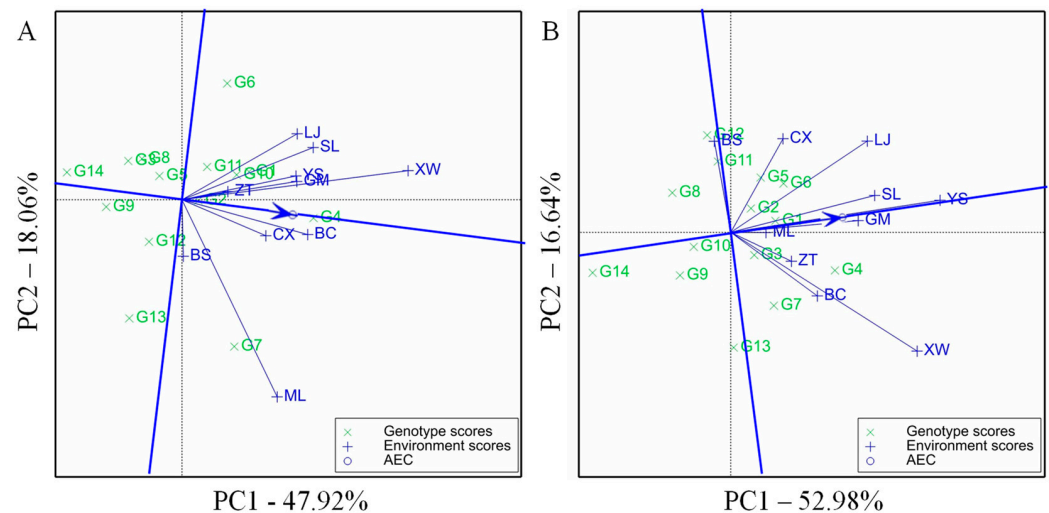 A
PC2 – 18.06%
G6
LJ
SL
G3
G8
G11
G1
G10
XW
G14
G5
YS
GM
ZT
G2
G9
G4
G12
CX
BC
BS
G13
G7
ML
Genotype scores
Environment scores
AEC
PC1 - 47.92%
B
PC2 – 16.64%
G12
BS
CX
LJ
G11
G5
G6
G8
SL
YS
G2
G1
GM
ML
G10
G3
ZT
G4
G14
G9
BC
G7
G13
XW
Genotype scores
Environment scores
AEC
PC1 – 52.98%